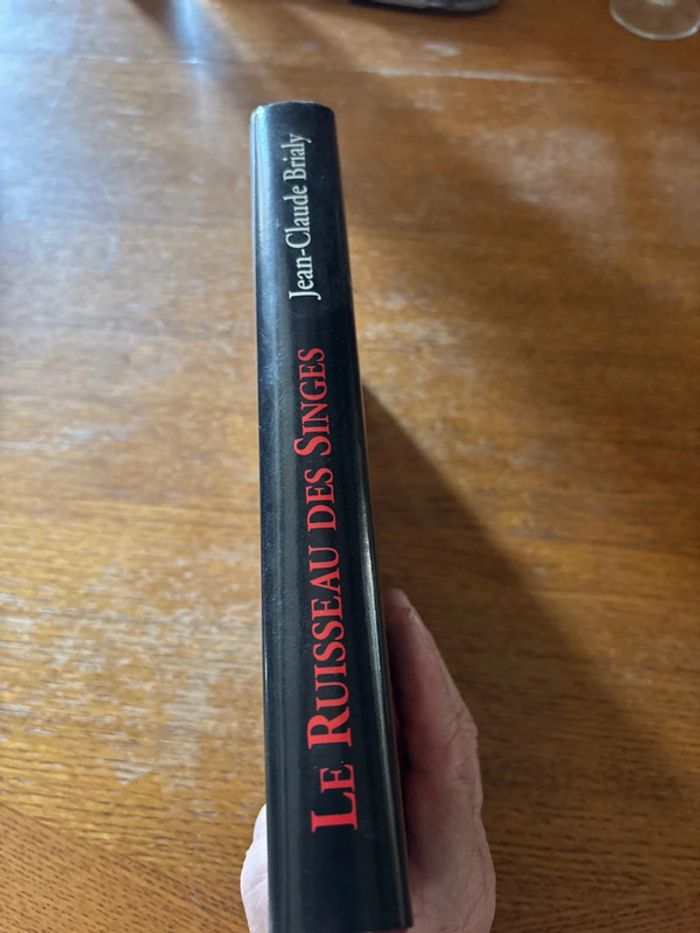 Jean-Claude Brialy
LE RUISSEAU DES SINGES